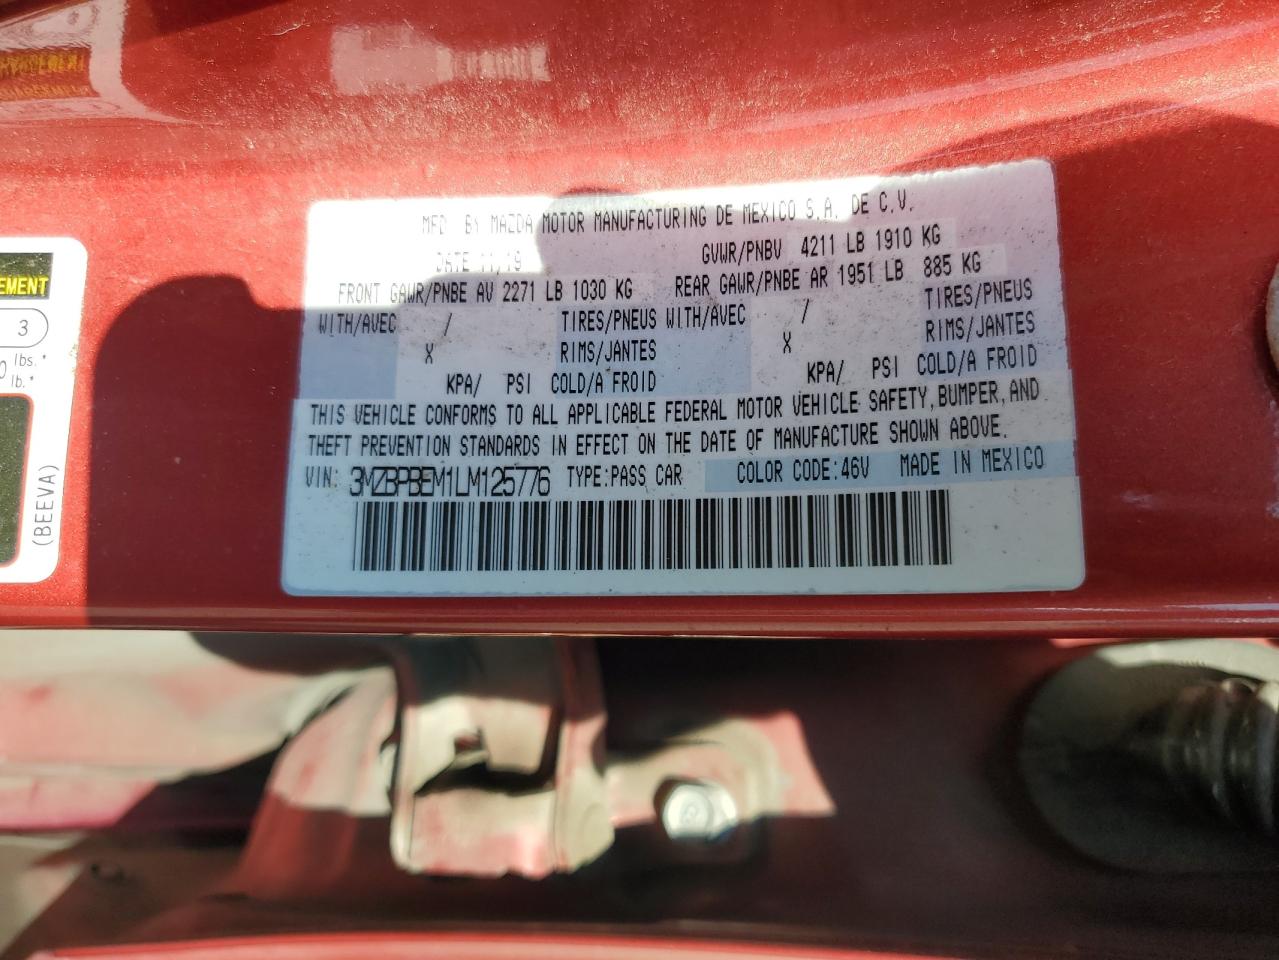 EMENT
3
lbs.*
lb.*
(BEEVA)
MFD BY MAZDA MOTOR MANUFACTURING DE MEXICO S.A. DE C.V.
DATE 11/19 GVWR/PNBV 4211 LB 1910 KG
FRONT GAWR/PNBE AV 2271 LB 1030 KG REAR GAWR/PNBE AR 1951 LB 885 KG
WITH/AVEC / TIRES/PNEUS WITH/AVEC / TIRES/PNEUS
X RIMS/JANTES X RIMS/JANTES
KPA/ PSI COLD/A FROID KPA/ PSI COLD/A FROID
THIS VEHICLE CONFORMS TO ALL APPLICABLE FEDERAL MOTOR VEHICLE SAFETY, BUMPER, AND
THEFT PREVENTION STANDARDS IN EFFECT ON THE DATE OF MANUFACTURE SHOWN ABOVE.
VIN: 3MZBPBEM1LM125776 TYPE:PASS CAR COLOR CODE:46V MADE IN MEXICO